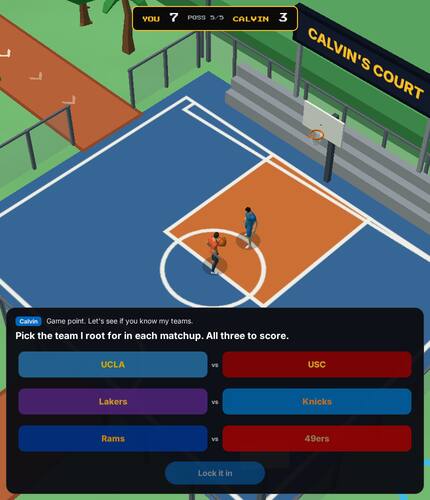 YOU 7 POSS 5/5 CALVIN 3
CALVIN'S COURT
Calvin Game point. Let's see if you know my teams.
Pick the team I root for in each matchup. All three to score.
UCLA vs USC
Lakers vs Knicks
Rams vs 49ers
Lock it in